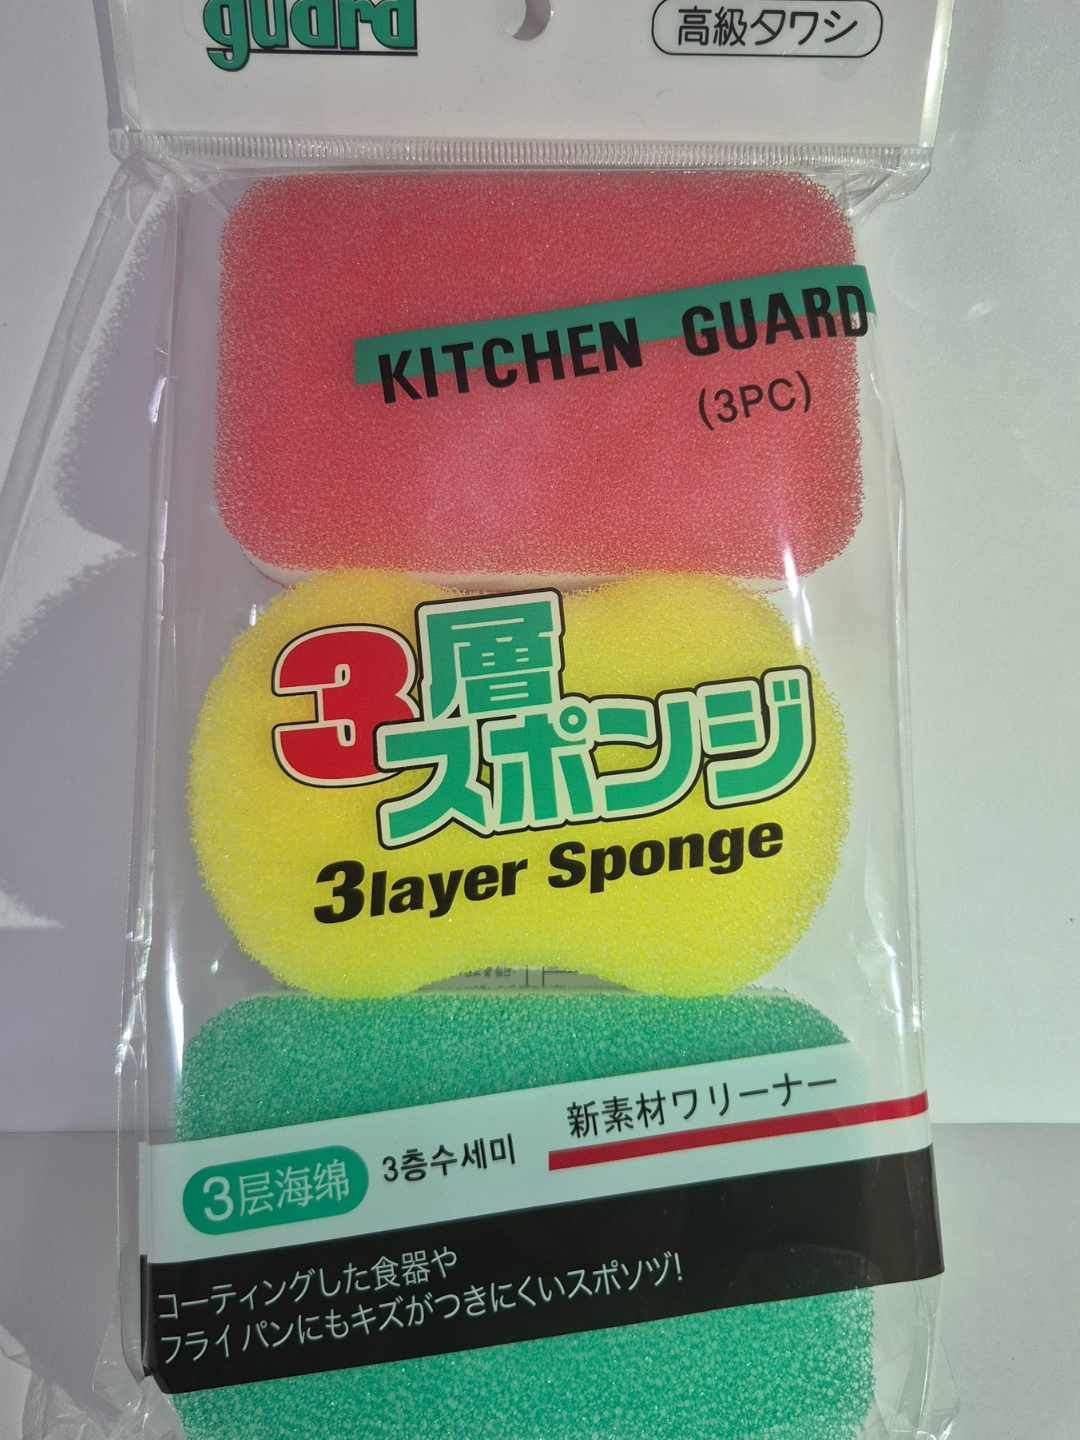 guard
高級タワシ
KITCHEN GUARD
(3PC)
3層
スポンジ
3layer Sponge
新素材ワリーナー
3层海绵 3층수세미
コーティングした食器や
フライパンにもキズがつきにくいスポソヅ!